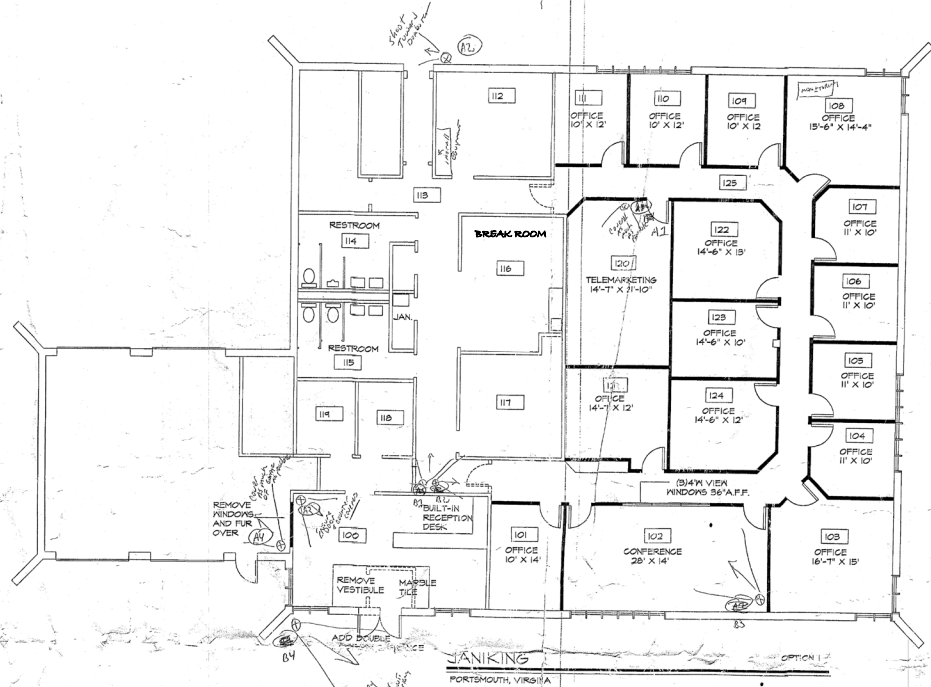 Shoot
Towards
A2
112
111
OFFICE
10' X 12'
110
OFFICE
10' X 12'
109
OFFICE
10' X 12
108
OFFICE
15'-6" X 14'-4"
113
125
RESTROOM
114
BREAK ROOM
116
107
OFFICE
11' X 10'
122
OFFICE
14'-6" X 13'
A1
120
TELEMARKETING
106
OFFICE
11' X 10'
JAN.
123
OFFICE
14'-6" X 10'
RESTROOM
115
105
OFFICE
11' X 10'
119
118
117
OFFICE
14'-7" X 12'
124
OFFICE
14'-6" X 12'
104
OFFICE
11' X 10'
(3)4'W VIEW
WINDOWS 36"A.F.F.
REMOVE
WINDOWS
AND FUR
OVER
A4
BUILT-IN
RECEPTION
DESK
100
101
OFFICE
10' X 14'
102
CONFERENCE
28' X 14'
103
OFFICE
16'-7" X 15'
REMOVE
VESTIBULE
MARBLE
TILE
ADD DOUBLE
B3
B4
JANIKING
OPTION 1
PORTSMOUTH, VIRGINIA